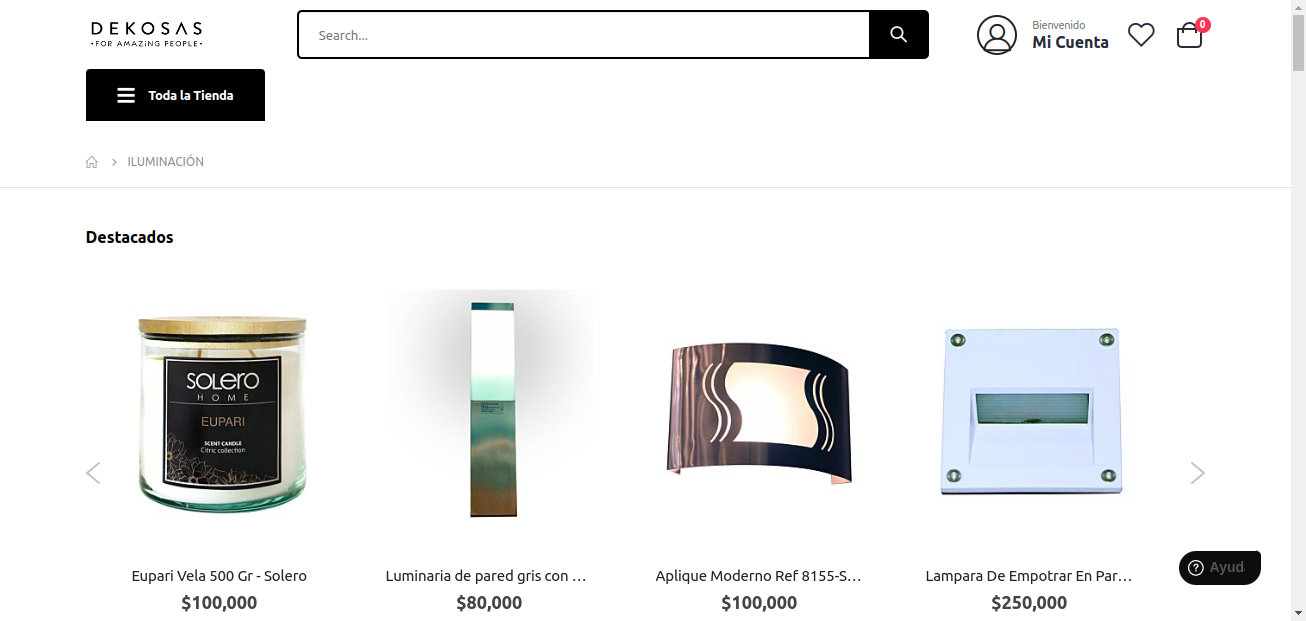 DEKOSAS
•FOR AMAZiNG PEOPLE•
Search...
Bienvenido
Mi Cuenta
0
Toda la Tienda
ILUMINACIÓN
Destacados
SOLERO
HOME
EUPARI
SCENT CANDLE
Citric collection
Eupari Vela 500 Gr - Solero
$100,000
Luminaria de pared gris con ...
$80,000
Aplique Moderno Ref 8155-S...
$100,000
Lampara De Empotrar En Par...
$250,000
Ayud